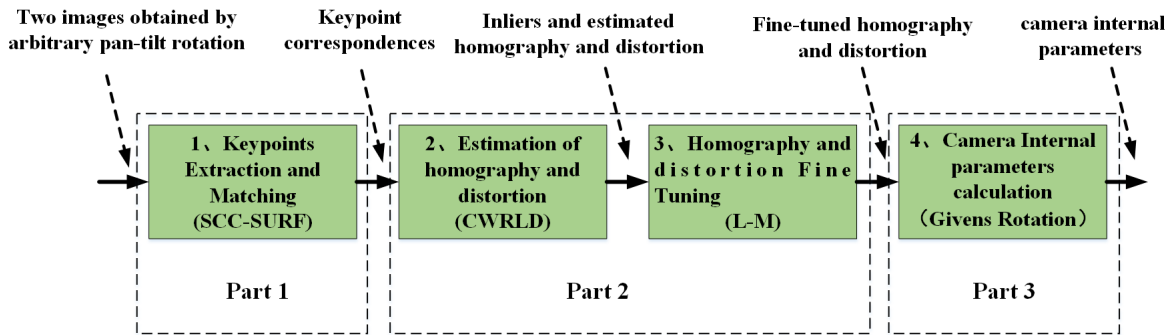 Two images obtained by
arbitrary pan-tilt rotation
Keypoint
correspondences
Inliers and estimated
homography and distortion
Fine-tuned homography
and distortion
camera internal
parameters
1、Keypoints
Extraction and
Matching
(SCC-SURF)
2、Estimation of
homography and
distortion
(CWRLD)
3、Homography and
distortion Fine
Tuning
(L-M)
4、Camera Internal
parameters
calculation
（Givens Rotation）
Part 1
Part 2
Part 3